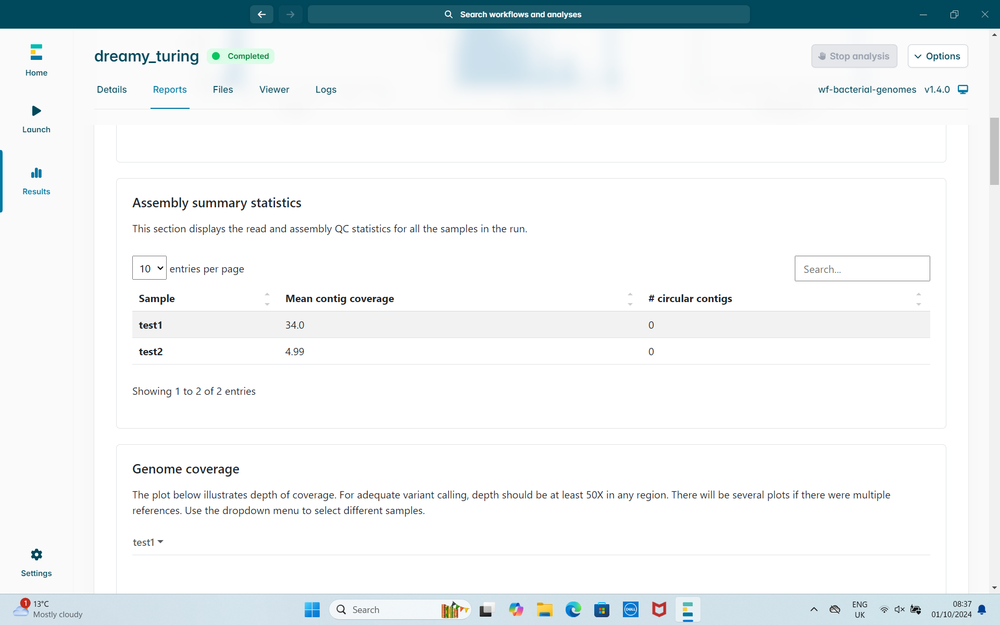 Search workflows and analyses
Home
Launch
Results
Settings
dreamy_turing
Completed
Stop analysis
Options
Details
Reports
Files
Viewer
Logs
wf-bacterial-genomes v1.4.0
Assembly summary statistics
This section displays the read and assembly QC statistics for all the samples in the run.
10 entries per page
Search...
Sample Mean contig coverage # circular contigs
test1 34.0 0
test2 4.99 0
Showing 1 to 2 of 2 entries
Genome coverage
The plot below illustrates depth of coverage. For adequate variant calling, depth should be at least 50X in any region. There will be several plots if there were multiple
references. Use the dropdown menu to select different samples.
test1
1
13°C
Mostly cloudy
Search
DELL
ENG
UK
08:37
01/10/2024